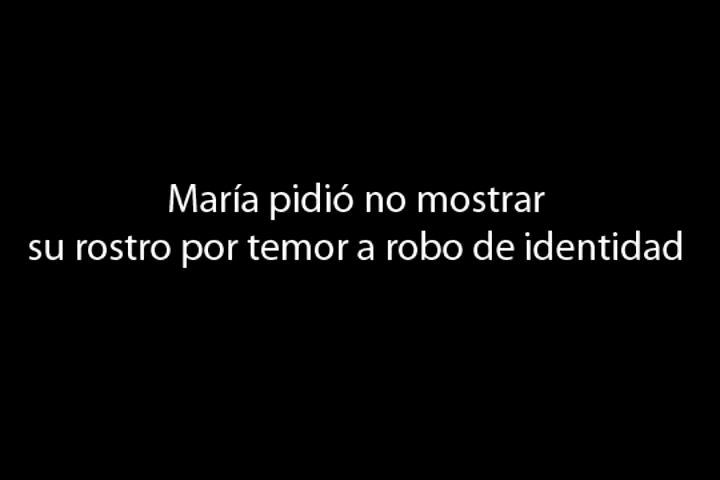 María pidió no mostrar
su rostro por temor a robo de identidad